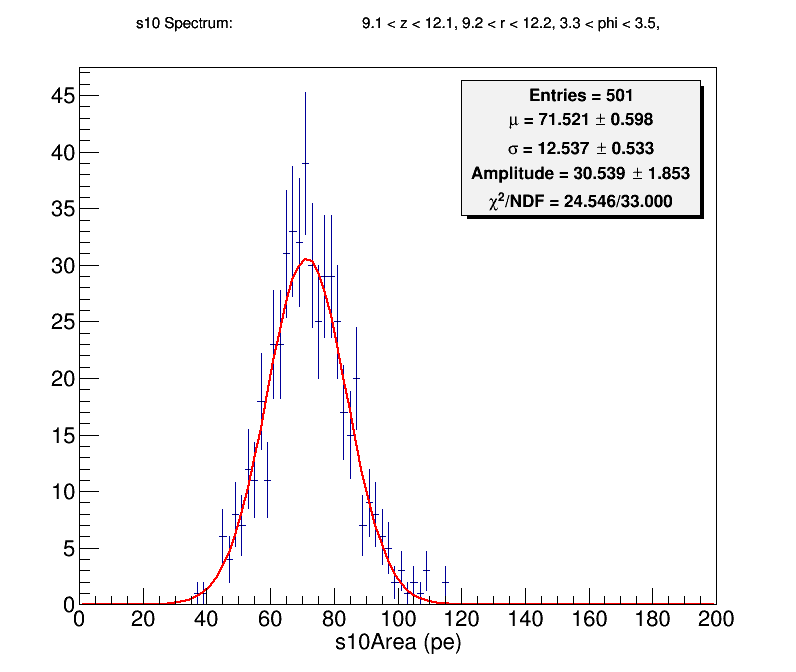 s10 Spectrum: 9.1 < z < 12.1, 9.2 < r < 12.2, 3.3 < phi < 3.5,
Entries = 501
μ = 71.521 ± 0.598
σ = 12.537 ± 0.533
Amplitude = 30.539 ± 1.853
χ²/NDF = 24.546/33.000
45
40
35
30
25
20
15
10
5
0
0 20 40 60 80 100 120 140 160 180 200
s10Area (pe)